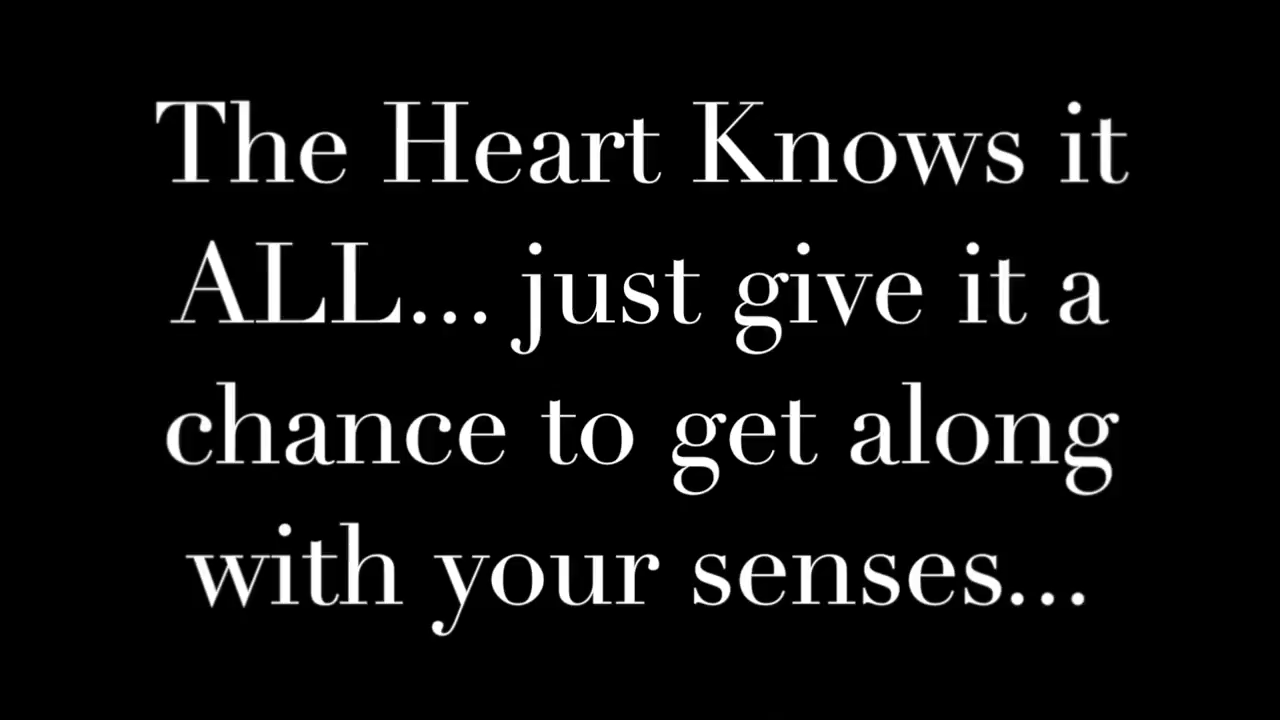 The Heart Knows it
ALL... just give it a
chance to get along
with your senses...